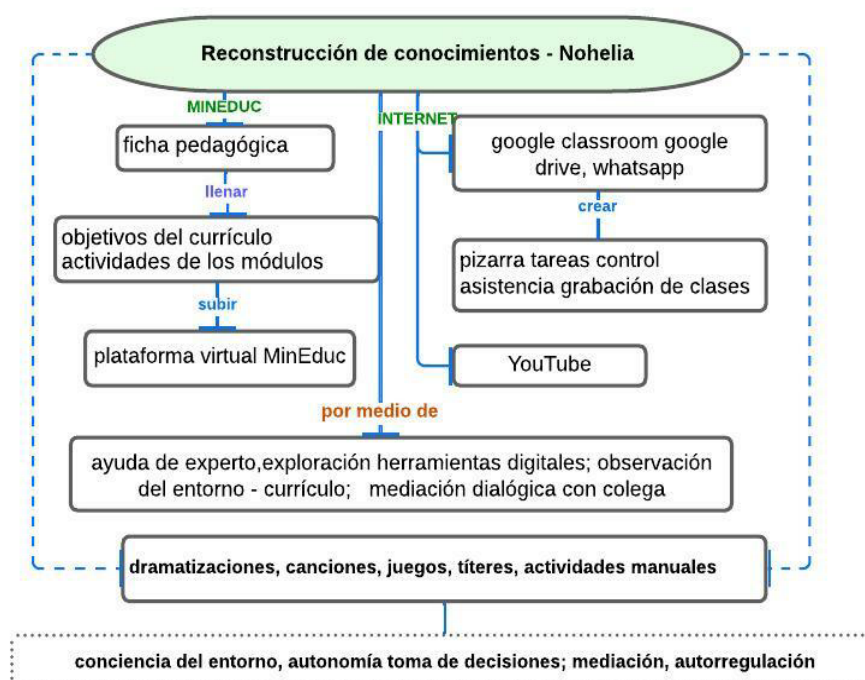 Reconstrucción de conocimientos - Nohelia
MINEDUC
ficha pedagógica
llenar
objetivos del currículo
actividades de los módulos
subir
plataforma virtual MinEduc
INTERNET
google classroom google
drive, whatsapp
crear
pizarra tareas control
asistencia grabación de clases
YouTube
por medio de
ayuda de experto,exploración herramientas digitales; observación
del entorno - currículo; mediación dialógica con colega
dramatizaciones, canciones, juegos, títeres, actividades manuales
conciencia del entorno, autonomía toma de decisiones; mediación, autorregulación